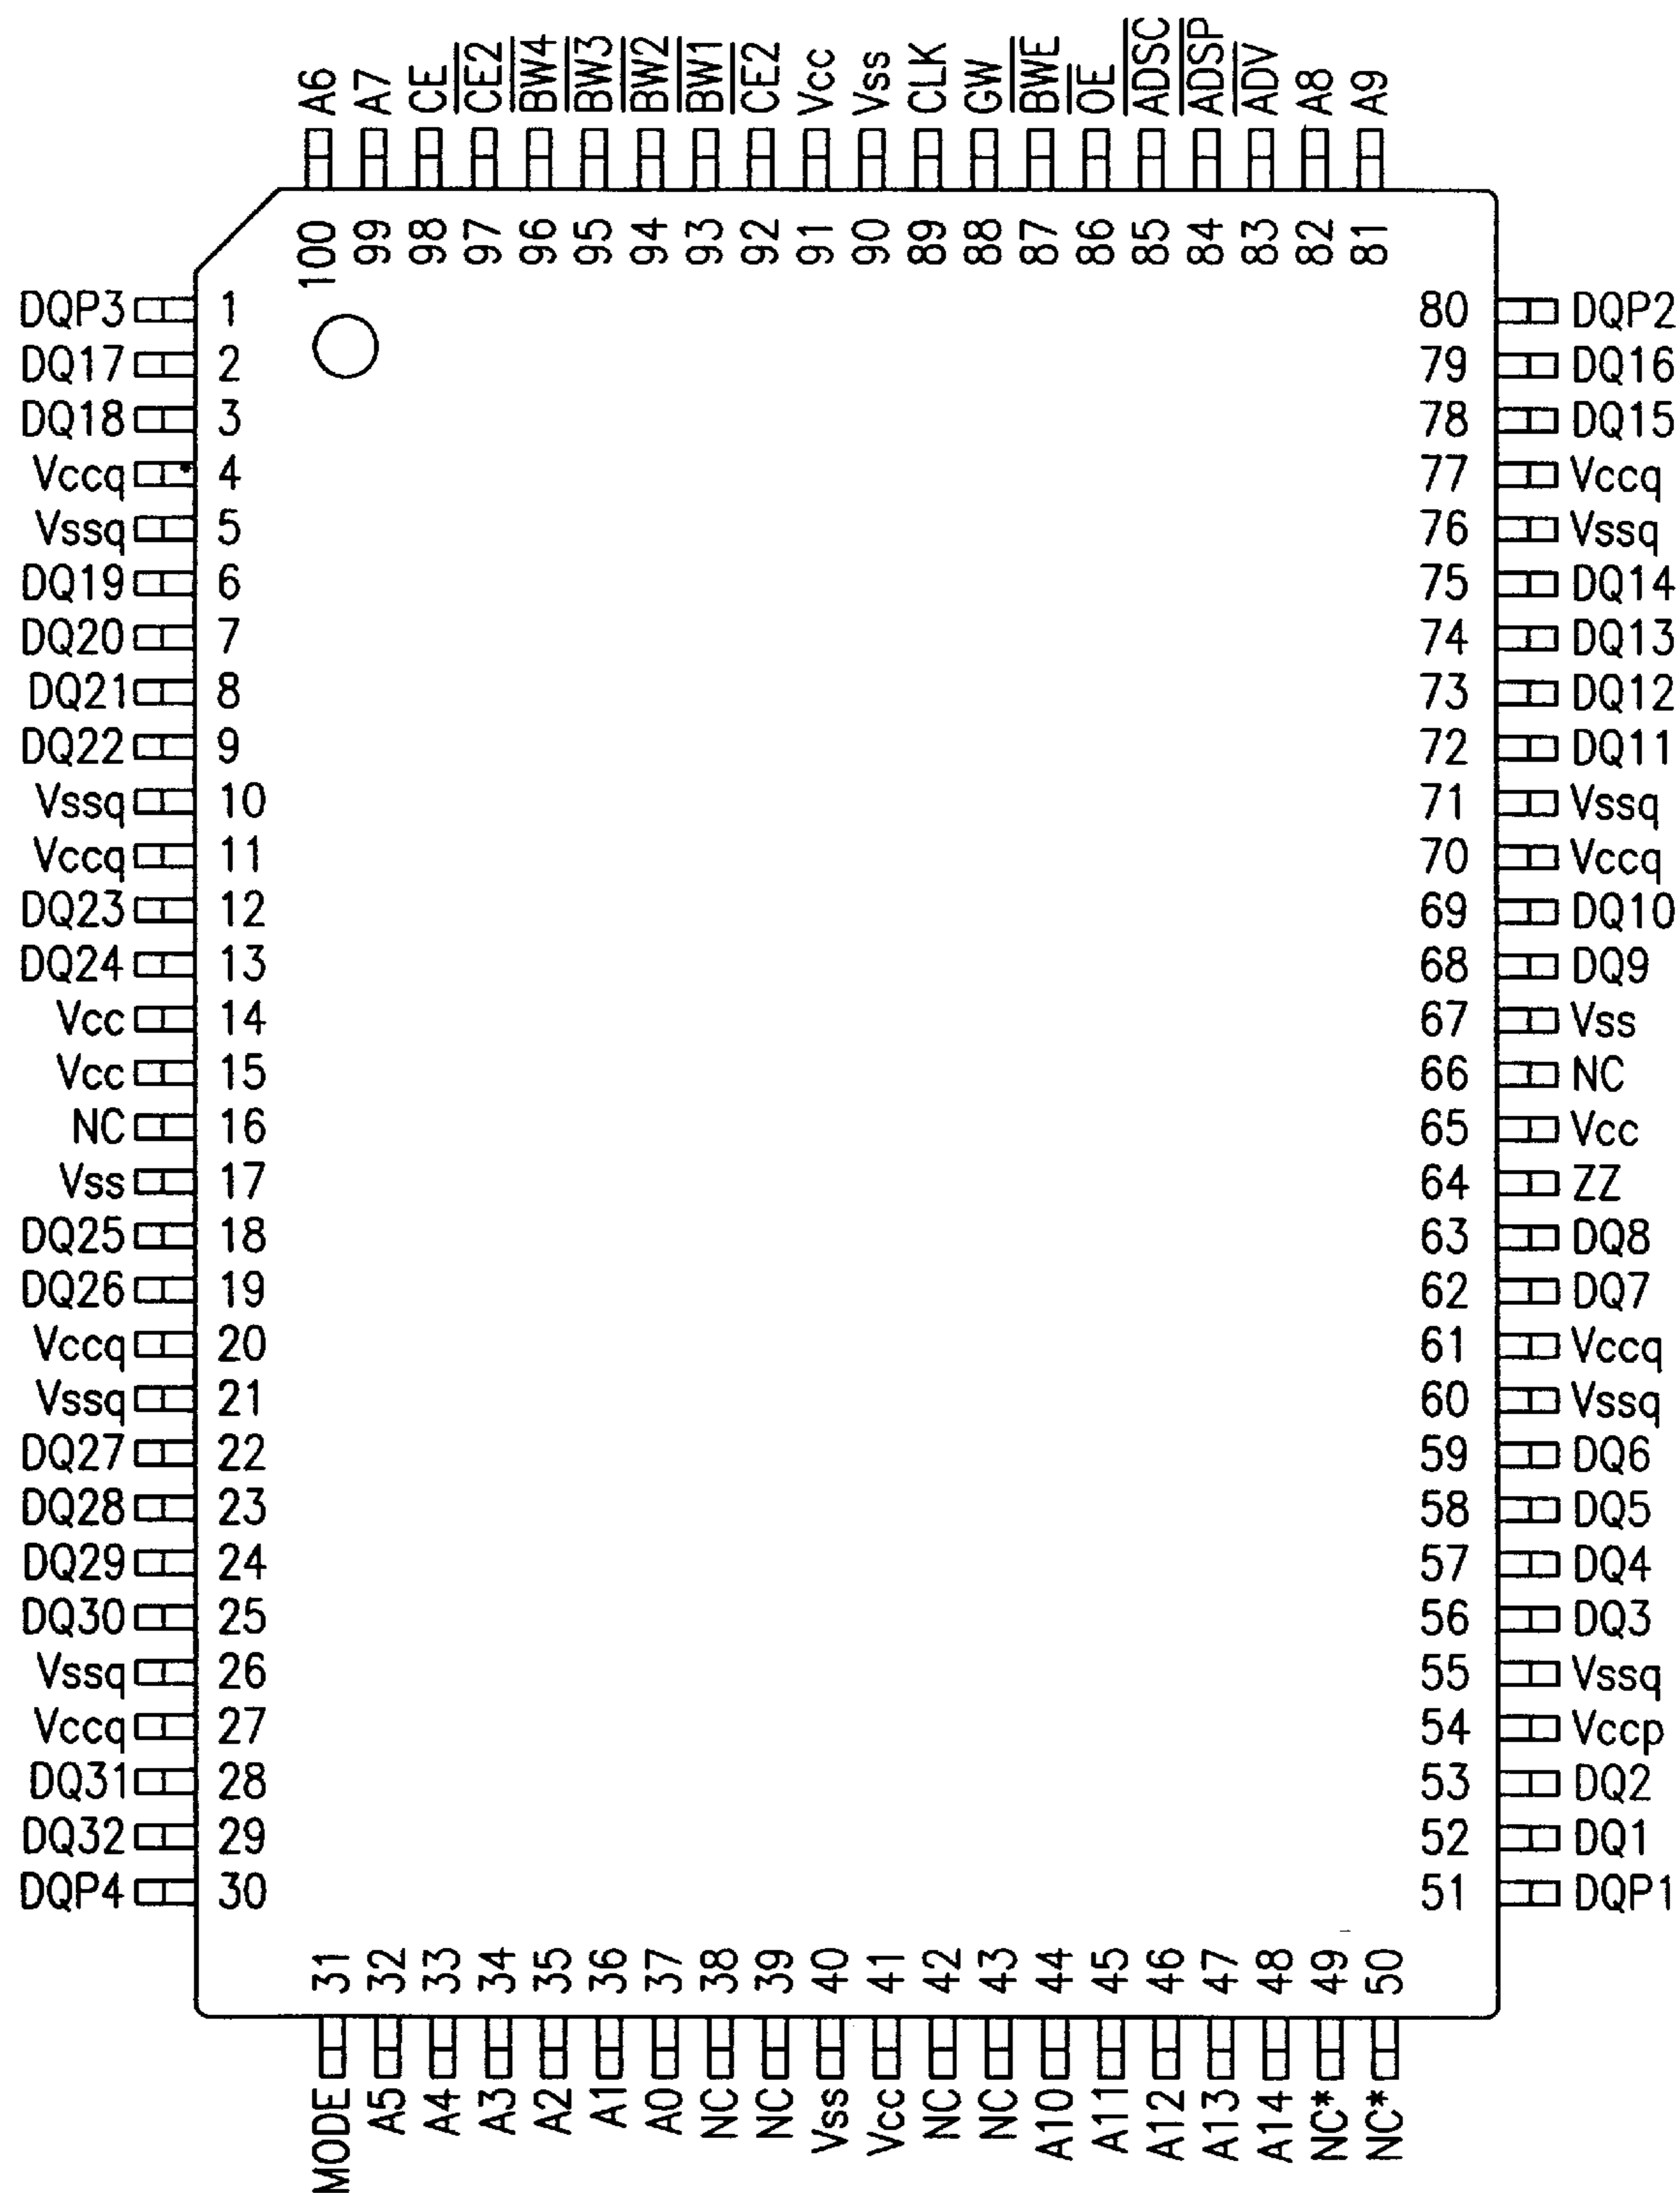 A6 A7 CE CE2 BW4 BW3 BW2 BW1 CE2 Vcc Vss CLK GW BWE OE ADSC ADSP ADV A8 A9
100 99 98 97 96 95 94 93 92 91 90 89 88 87 86 85 84 83 82 81
DQP3 1 80 DQP2
DQ17 2 79 DQ16
DQ18 3 78 DQ15
Vccq 4 77 Vccq
Vssq 5 76 Vssq
DQ19 6 75 DQ14
DQ20 7 74 DQ13
DQ21 8 73 DQ12
DQ22 9 72 DQ11
Vssq 10 71 Vssq
Vccq 11 70 Vccq
DQ23 12 69 DQ10
DQ24 13 68 DQ9
Vcc 14 67 Vss
Vcc 15 66 NC
NC 16 65 Vcc
Vss 17 64 ZZ
DQ25 18 63 DQ8
DQ26 19 62 DQ7
Vccq 20 61 Vccq
Vssq 21 60 Vssq
DQ27 22 59 DQ6
DQ28 23 58 DQ5
DQ29 24 57 DQ4
DQ30 25 56 DQ3
Vssq 26 55 Vssq
Vccq 27 54 Vccp
DQ31 28 53 DQ2
DQ32 29 52 DQ1
DQP4 30 51 DQP1
31 32 33 34 35 36 37 38 39 40 41 42 43 44 45 46 47 48 49 50
MODE A5 A4 A3 A2 A1 A0 NC NC Vss Vcc NC NC A10 A11 A12 A13 A14 NC* NC*